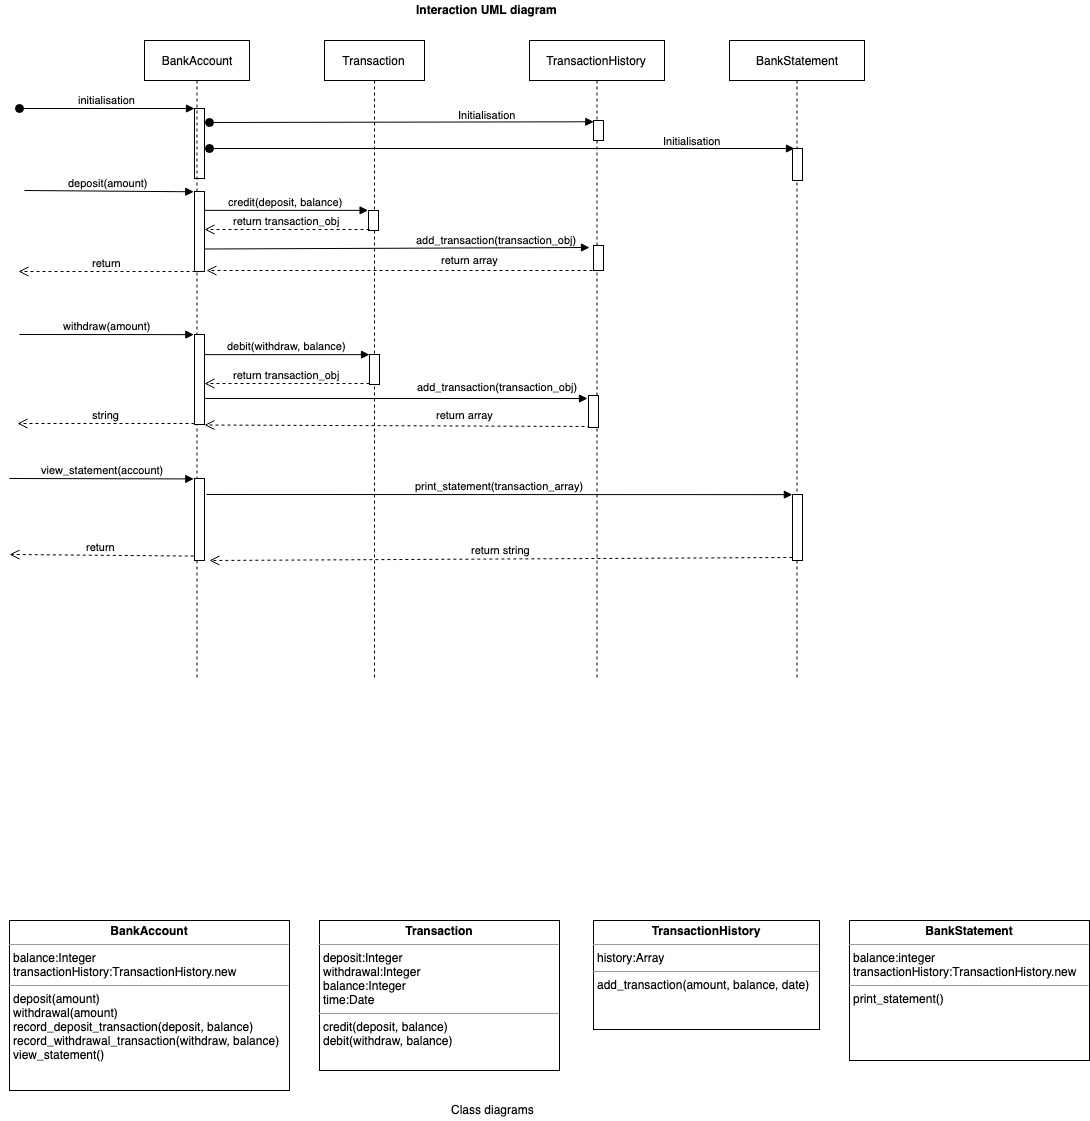 Interaction UML diagram
BankAccount
Transaction
TransactionHistory
BankStatement
initialisation
Initialisation
Initialisation
deposit(amount)
credit(deposit, balance)
return transaction_obj
add_transaction(transaction_obj)
return array
return
withdraw(amount)
debit(withdraw, balance)
return transaction_obj
add_transaction(transaction_obj)
return array
string
view_statement(account)
print_statement(transaction_array)
return
return string
BankAccount
balance:Integer
transactionHistory:TransactionHistory.new
deposit(amount)
withdrawal(amount)
record_deposit_transaction(deposit, balance)
record_withdrawal_transaction(withdraw, balance)
view_statement()
Transaction
deposit:Integer
withdrawal:Integer
balance:Integer
time:Date
credit(deposit, balance)
debit(withdraw, balance)
TransactionHistory
history:Array
add_transaction(amount, balance, date)
BankStatement
balance:integer
transactionHistory:TransactionHistory.new
print_statement()
Class diagrams